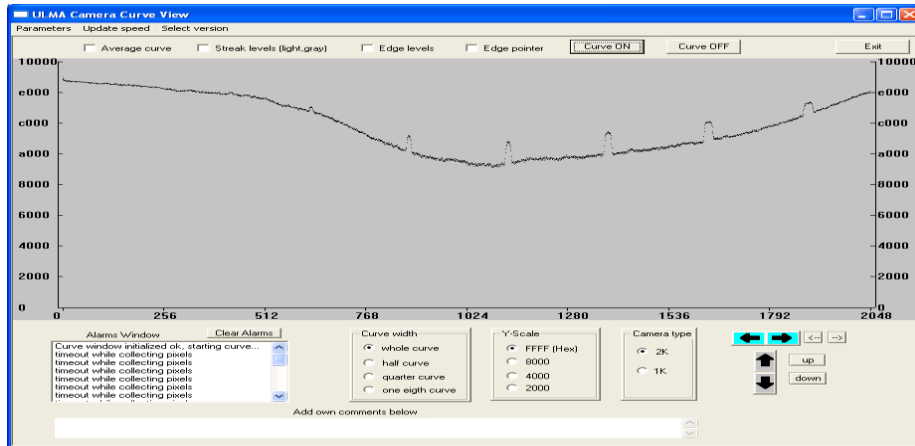 ULMA Camera Curve View
Parameters Update speed Select version
Average curve Streak levels (light,gray) Edge levels Edge pointer Curve ON Curve OFF Exit
10000 10000
e000 e000
c000 c000
a000 a000
8000 8000
6000 6000
4000 4000
2000 2000
0 0
0 256 512 768 1024 1280 1536 1792 2048
Alarms Window Clear Alarms
Curve window initialized ok, starting curve...
timeout while collecting pixels
timeout while collecting pixels
timeout while collecting pixels
timeout while collecting pixels
timeout while collecting pixels
timeout while collecting pixels
Curve width
whole curve
half curve
quarter curve
one eigth curve
Y-Scale
FFFF (Hex)
8000
4000
2000
Camera type
2K
1K
<-- -->
up
down
Add own comments below